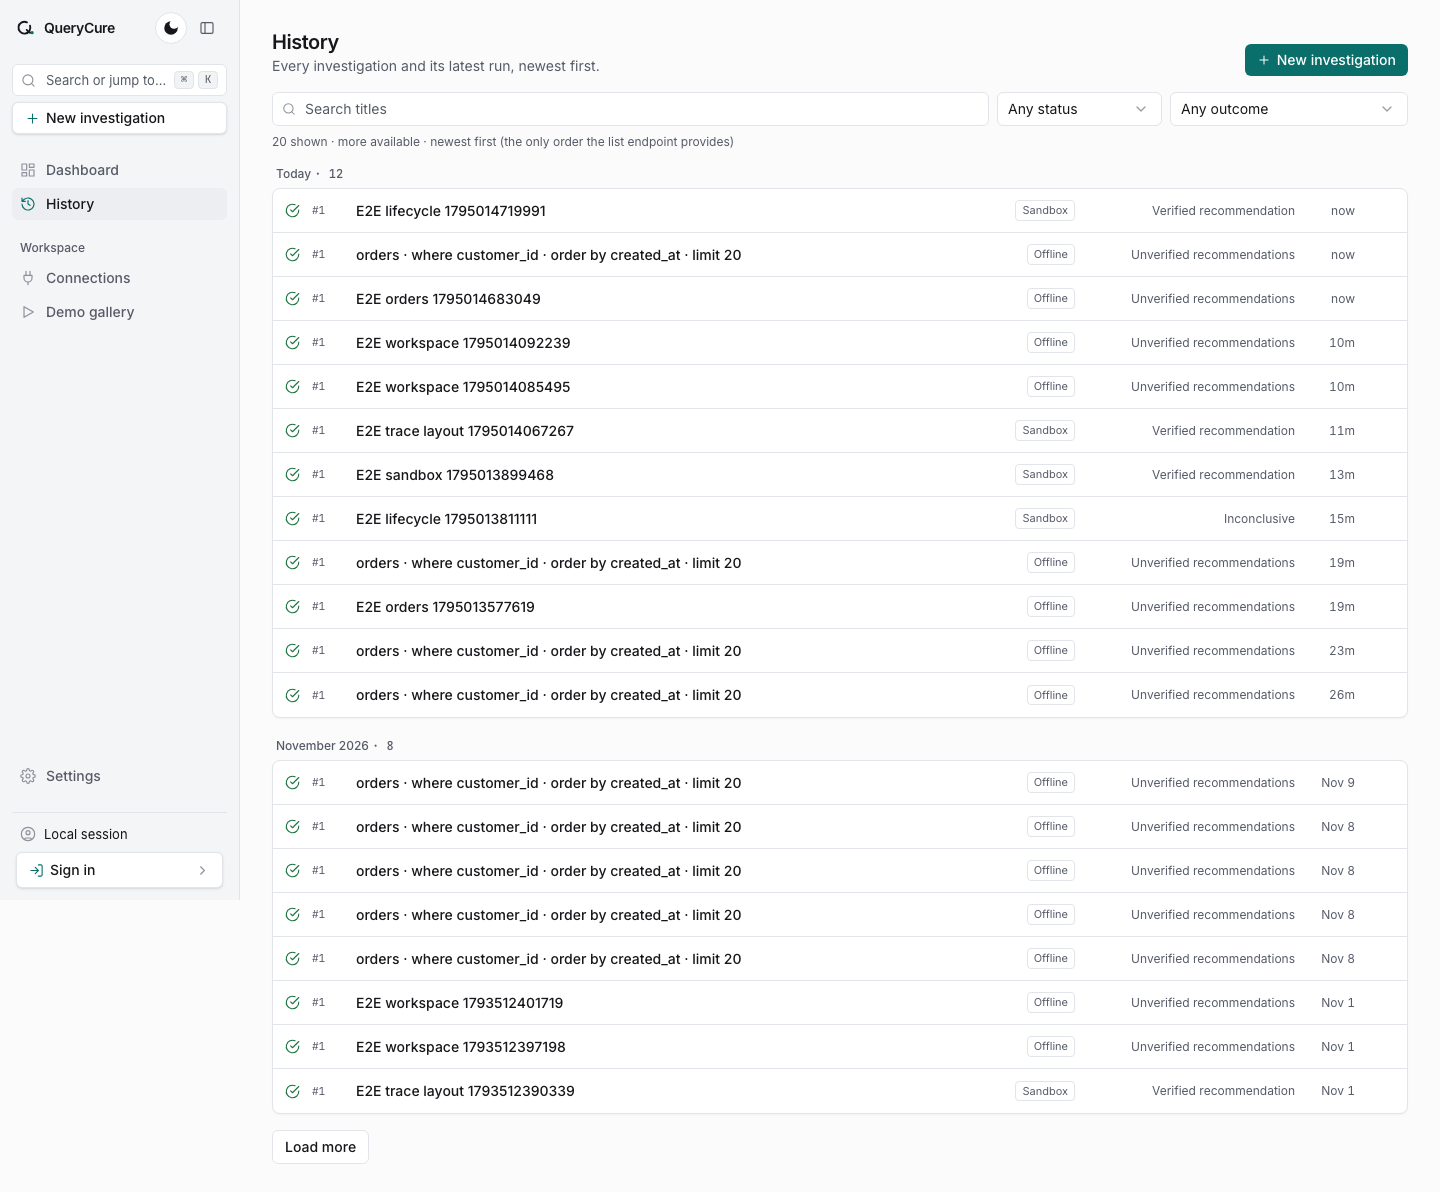 QueryCure
Search or jump to... ⌘ K
New investigation
Dashboard
History
Workspace
Connections
Demo gallery
Settings
Local session
Sign in
History
Every investigation and its latest run, newest first.
New investigation
Search titles
Any status
Any outcome
20 shown · more available · newest first (the only order the list endpoint provides)
Today · 12
#1 E2E lifecycle 1795014719991 Sandbox Verified recommendation now
#1 orders · where customer_id · order by created_at · limit 20 Offline Unverified recommendations now
#1 E2E orders 1795014683049 Offline Unverified recommendations now
#1 E2E workspace 1795014092239 Offline Unverified recommendations 10m
#1 E2E workspace 1795014085495 Offline Unverified recommendations 10m
#1 E2E trace layout 1795014067267 Sandbox Verified recommendation 11m
#1 E2E sandbox 1795013899468 Sandbox Verified recommendation 13m
#1 E2E lifecycle 1795013811111 Sandbox Inconclusive 15m
#1 orders · where customer_id · order by created_at · limit 20 Offline Unverified recommendations 19m
#1 E2E orders 1795013577619 Offline Unverified recommendations 19m
#1 orders · where customer_id · order by created_at · limit 20 Offline Unverified recommendations 23m
#1 orders · where customer_id · order by created_at · limit 20 Offline Unverified recommendations 26m
November 2026 · 8
#1 orders · where customer_id · order by created_at · limit 20 Offline Unverified recommendations Nov 9
#1 orders · where customer_id · order by created_at · limit 20 Offline Unverified recommendations Nov 8
#1 orders · where customer_id · order by created_at · limit 20 Offline Unverified recommendations Nov 8
#1 orders · where customer_id · order by created_at · limit 20 Offline Unverified recommendations Nov 8
#1 orders · where customer_id · order by created_at · limit 20 Offline Unverified recommendations Nov 8
#1 E2E workspace 1793512401719 Offline Unverified recommendations Nov 1
#1 E2E workspace 1793512397198 Offline Unverified recommendations Nov 1
#1 E2E trace layout 1793512390339 Sandbox Verified recommendation Nov 1
Load more